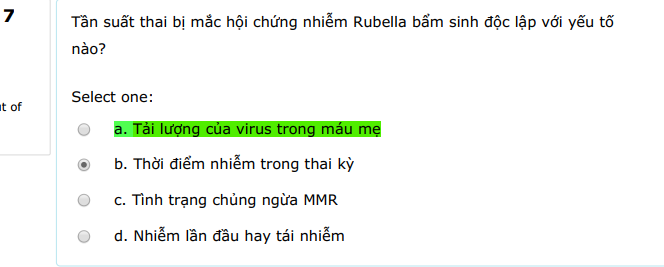 7
Tần suất thai bị mắc hội chứng nhiễm Rubella bẩm sinh độc lập với yếu tố
nào?
t of
Select one:
a. Tải lượng của virus trong máu mẹ
b. Thời điểm nhiễm trong thai kỳ
c. Tình trạng chủng ngừa MMR
d. Nhiễm lần đầu hay tái nhiễm